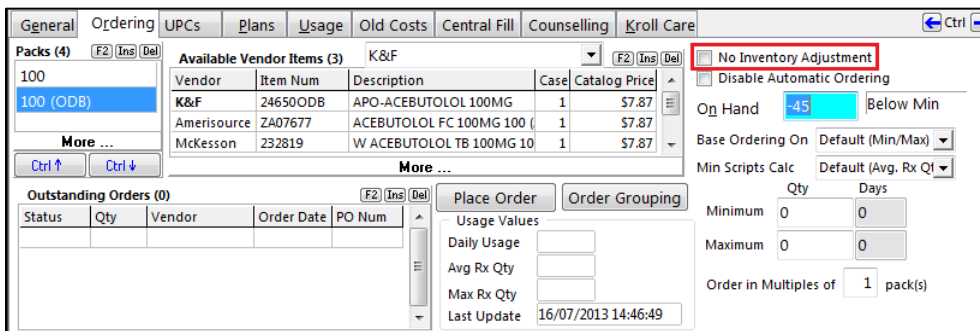 General Ordering UPCs Plans Usage Old Costs Central Fill Counselling Kroll Care Ctrl
Packs (4) F2 Ins Del
100
100 (ODB)
More ...
Ctrl ↑ Ctrl ↓
Available Vendor Items (3) K&F F2 Ins Del
Vendor Item Num Description Case Catalog Price
K&F 24650ODB APO-ACEBUTOLOL 100MG 1 $7.87
Amerisource ZA07677 ACEBUTOLOL FC 100MG 100 (. 1 $7.87
McKesson 232819 W ACEBUTOLOL TB 100MG 10 1 $7.87
More ...
No Inventory Adjustment
Disable Automatic Ordering
On Hand -45 Below Min
Base Ordering On Default (Min/Max)
Min Scripts Calc Default (Avg. Rx Qt
Qty Days
Minimum 0 0
Maximum 0 0
Order in Multiples of 1 pack(s)
Outstanding Orders (0) F2 Ins Del
Status Qty Vendor Order Date PO Num
Place Order Order Grouping
Usage Values
Daily Usage
Avg Rx Qty
Max Rx Qty
Last Update 16/07/2013 14:46:49